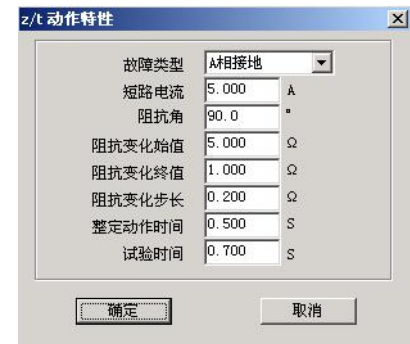 z/t 动作特性
故障类型 A相接地
短路电流 5.000 A
阻抗角 90.0 °
阻抗变化始值 5.000 Ω
阻抗变化终值 1.000 Ω
阻抗变化步长 0.200 Ω
整定动作时间 0.500 S
试验时间 0.700 S
确定 取消